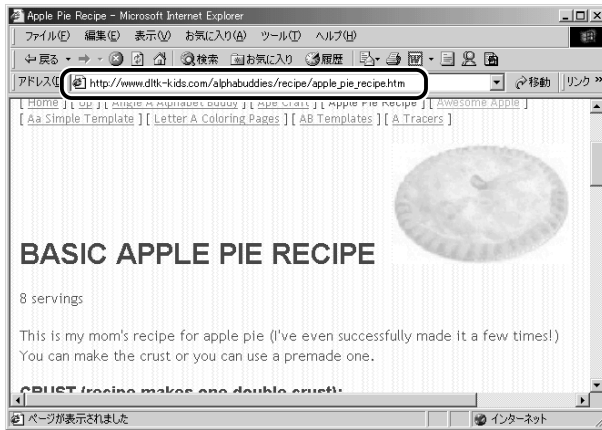 Apple Pie Recipe - Microsoft Internet Explorer
ファイル(F) 編集(E) 表示(V) お気に入り(A) ツール(T) ヘルプ(H)
戻る 検索 お気に入り 履歴
アドレス(D) http://www.dltk-kids.com/alphabuddies/recipe/apple_pie_recipe.htm 移動 リンク »
[ Home ] [ Up ] [ Angie A Alphabet Buddy ] [ Ape Craft ] [ Apple Pie Recipe ] [ Awesome Apple ]
[ Aa Simple Template ] [ Letter A Coloring Pages ] [ AB Templates ] [ A Tracers ]
BASIC APPLE PIE RECIPE
8 servings
This is my mom's recipe for apple pie (I've even successfully made it a few times!)
You can make the crust or you can use a premade one.
CRUST (recipe makes one double crust):
ページが表示されました インターネット